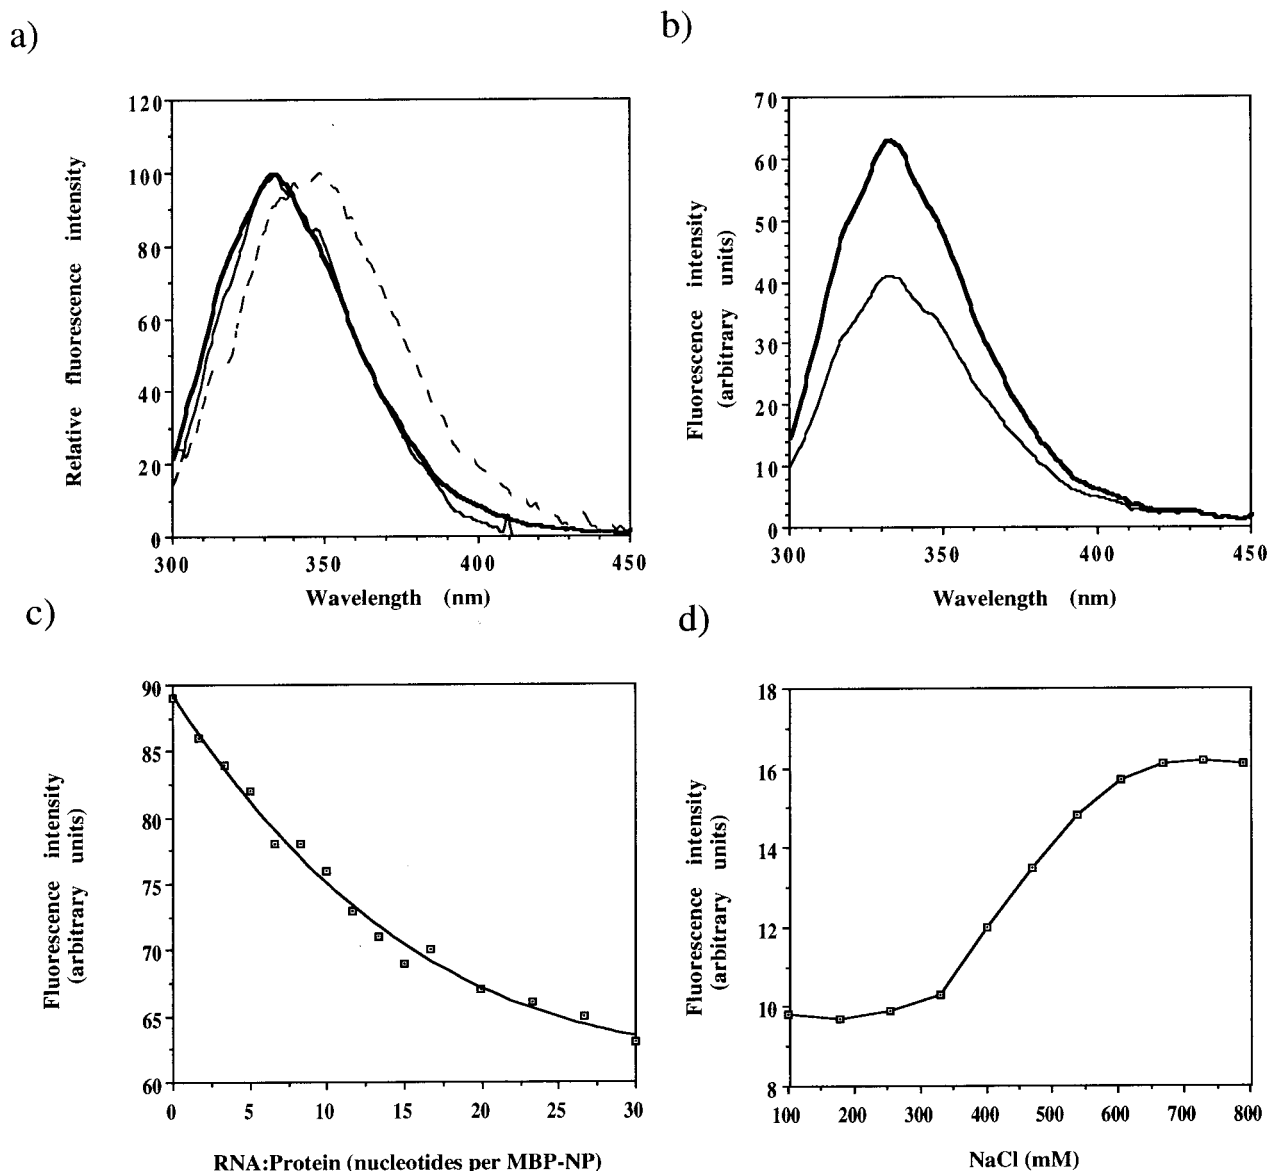 a)
120
100
80
60
40
20
0
Relative fluorescence intensity
300 350 400 450
Wavelength (nm)
b)
70
60
50
40
30
20
10
0
Fluorescence intensity
(arbitrary units)
300 350 400 450
Wavelength (nm)
c)
90
85
80
75
70
65
60
Fluorescence intensity
(arbitrary units)
0 5 10 15 20 25 30
RNA:Protein (nucleotides per MBP-NP)
d)
18
16
14
12
10
8
Fluorescence intensity
(arbitrary units)
100 200 300 400 500 600 700 800
NaCl (mM)